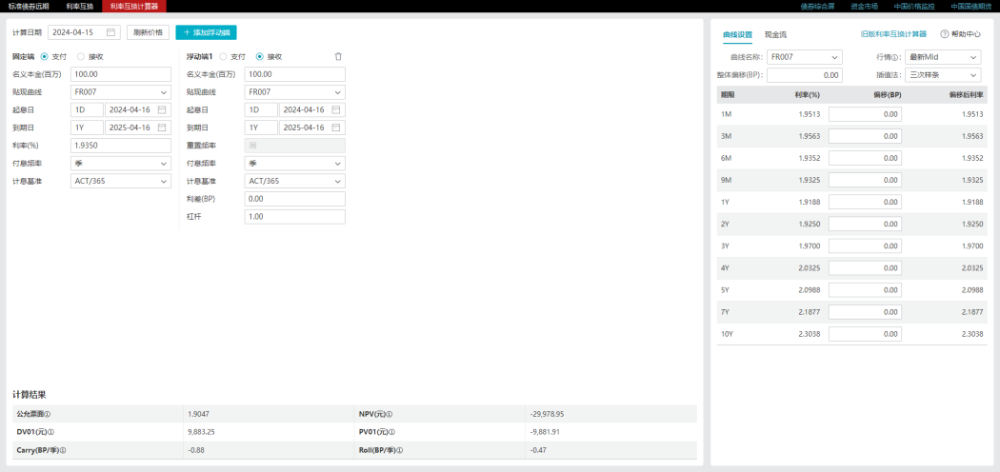 标准债券远期 利率互换 利率互换计算器 债券综合屏 资金市场 中国价格监控 中国国债期货
计算日期 2024-04-15 刷新价格 + 添加浮动端
固定端 支付 接收
名义本金(百万) 100.00
贴现曲线 FR007
起息日 1D 2024-04-16
到期日 1Y 2025-04-16
利率(%) 1.9350
付息频率 季
计息基准 ACT/365
浮动端1 支付 接收
名义本金(百万) 100.00
贴现曲线 FR007
起息日 1D 2024-04-16
到期日 1Y 2025-04-16
重置频率 周
付息频率 季
计息基准 ACT/365
利差(BP) 0.00
杠杆 1.00
计算结果
公允票面 1.9047 NPV(元) -29,978.95
DV01(元) 9,883.25 PV01(元) -9,881.91
Carry(BP/季) -0.88 Roll(BP/季) -0.47
曲线设置 现金流 旧版利率互换计算器 帮助中心
曲线名称: FR007 行情: 最新Mid
整体偏移(BP): 0.00 插值法: 三次样条
期限 利率(%) 偏移(BP) 偏移后利率
1M 1.9513 0.00 1.9513
3M 1.9563 0.00 1.9563
6M 1.9352 0.00 1.9352
9M 1.9325 0.00 1.9325
1Y 1.9188 0.00 1.9188
2Y 1.9250 0.00 1.9250
3Y 1.9700 0.00 1.9700
4Y 2.0325 0.00 2.0325
5Y 2.0988 0.00 2.0988
7Y 2.1877 0.00 2.1877
10Y 2.3038 0.00 2.3038